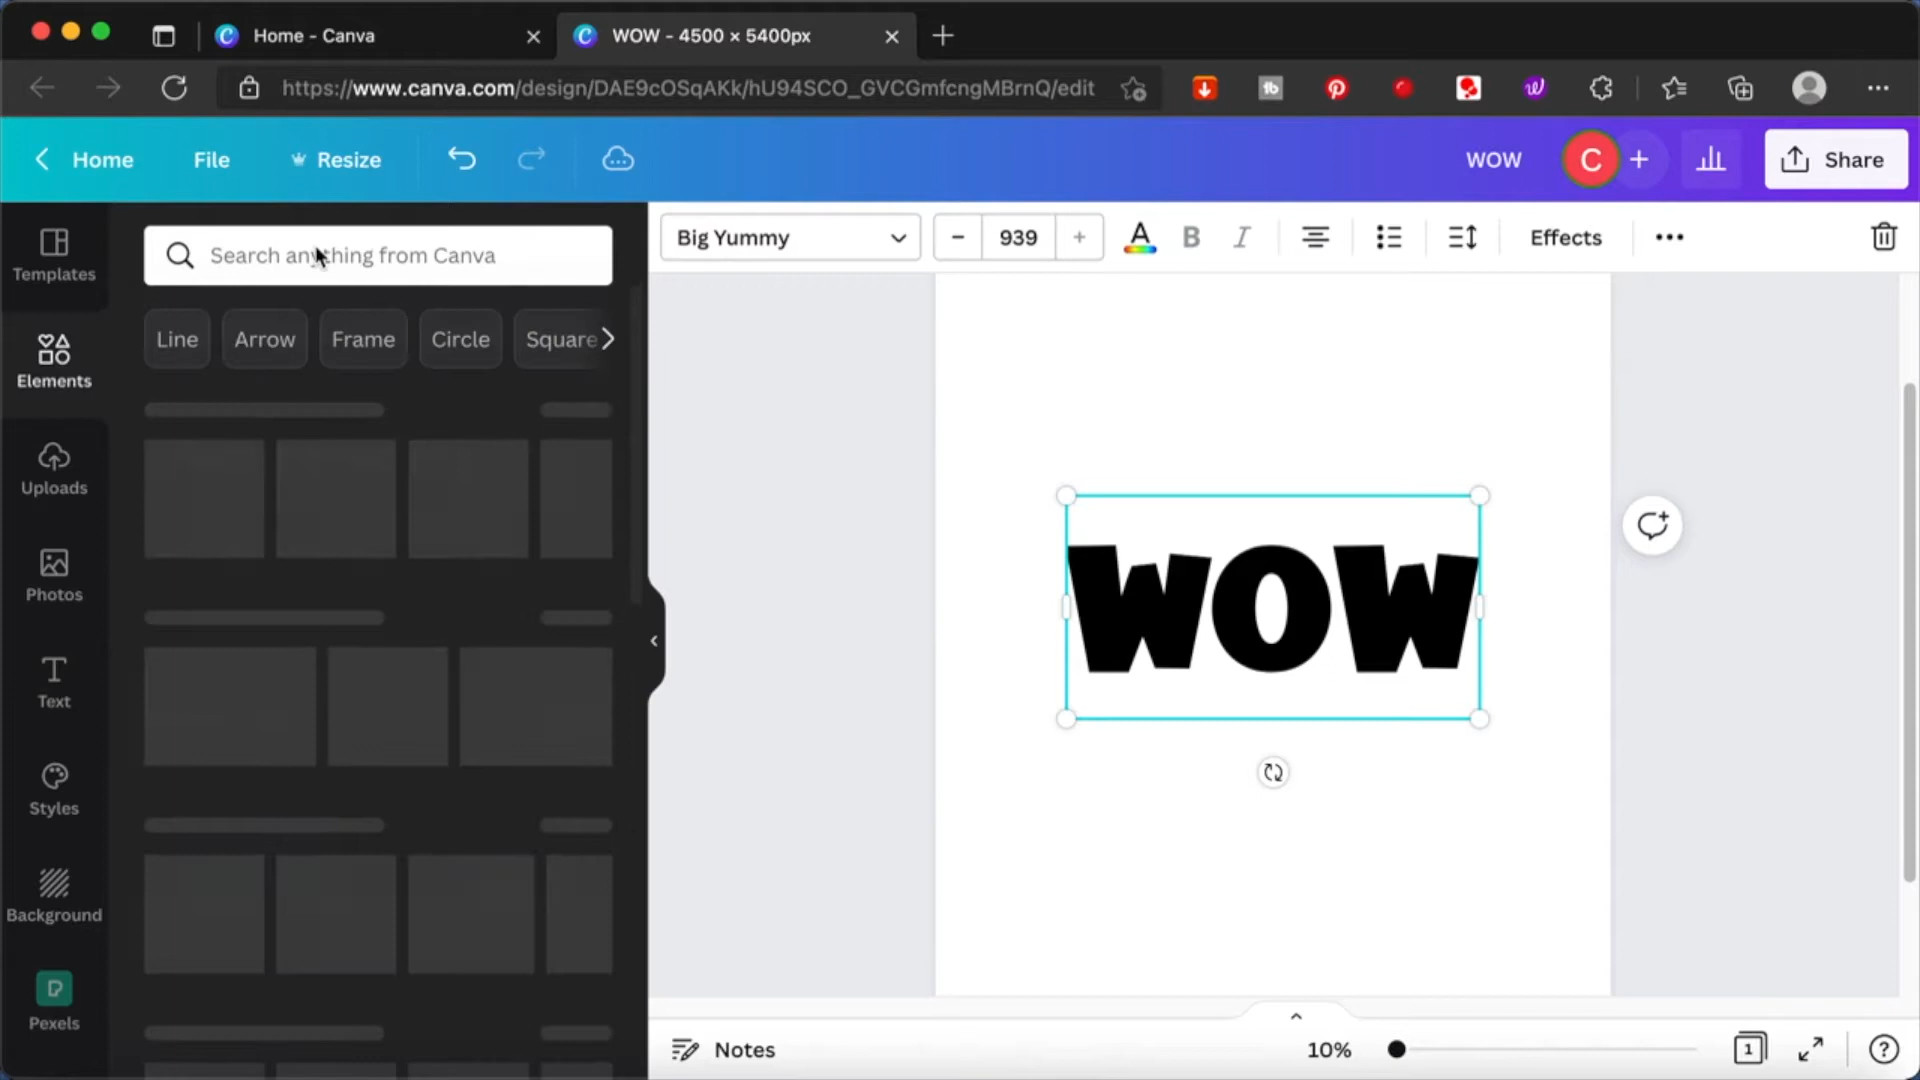 Home - Canva
WOW - 4500 × 5400px
https://www.canva.com/design/DAE9cOSqAKk/hU94SCO_GVCGmfcngMBrnQ/edit
Home
File
Resize
WOW
C
Share
Templates
Elements
Uploads
Photos
Text
Styles
Background
Pexels
Search anything from Canva
Line
Arrow
Frame
Circle
Square
Big Yummy
939
A
B
I
Effects
WOW
Notes
10%
1